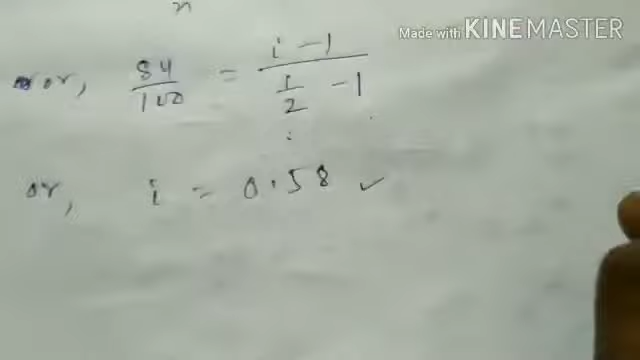 n
Made with KINEMASTER
or, 84/100 = (i - 1)/(1/2 - 1)
or, i = 0.58 ✓